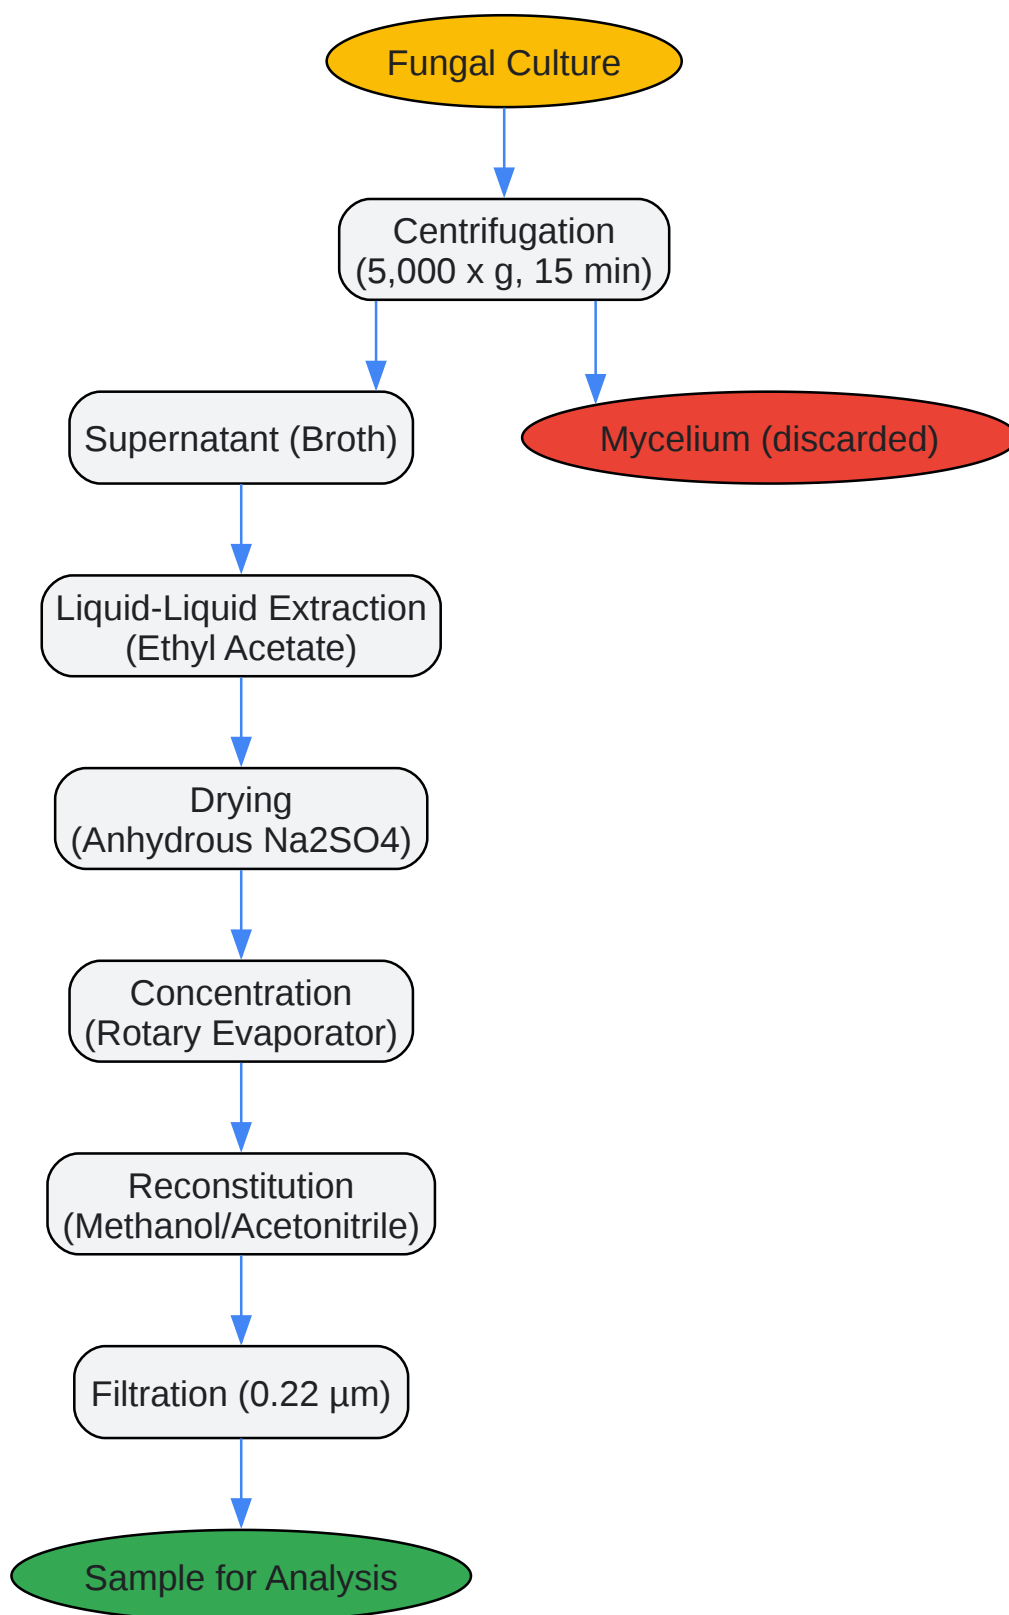 Fungal Culture
Centrifugation
(5,000 x g, 15 min)
Supernatant (Broth)
Mycelium (discarded)
Liquid-Liquid Extraction
(Ethyl Acetate)
Drying
(Anhydrous Na2SO4)
Concentration
(Rotary Evaporator)
Reconstitution
(Methanol/Acetonitrile)
Filtration (0.22 µm)
Sample for Analysis